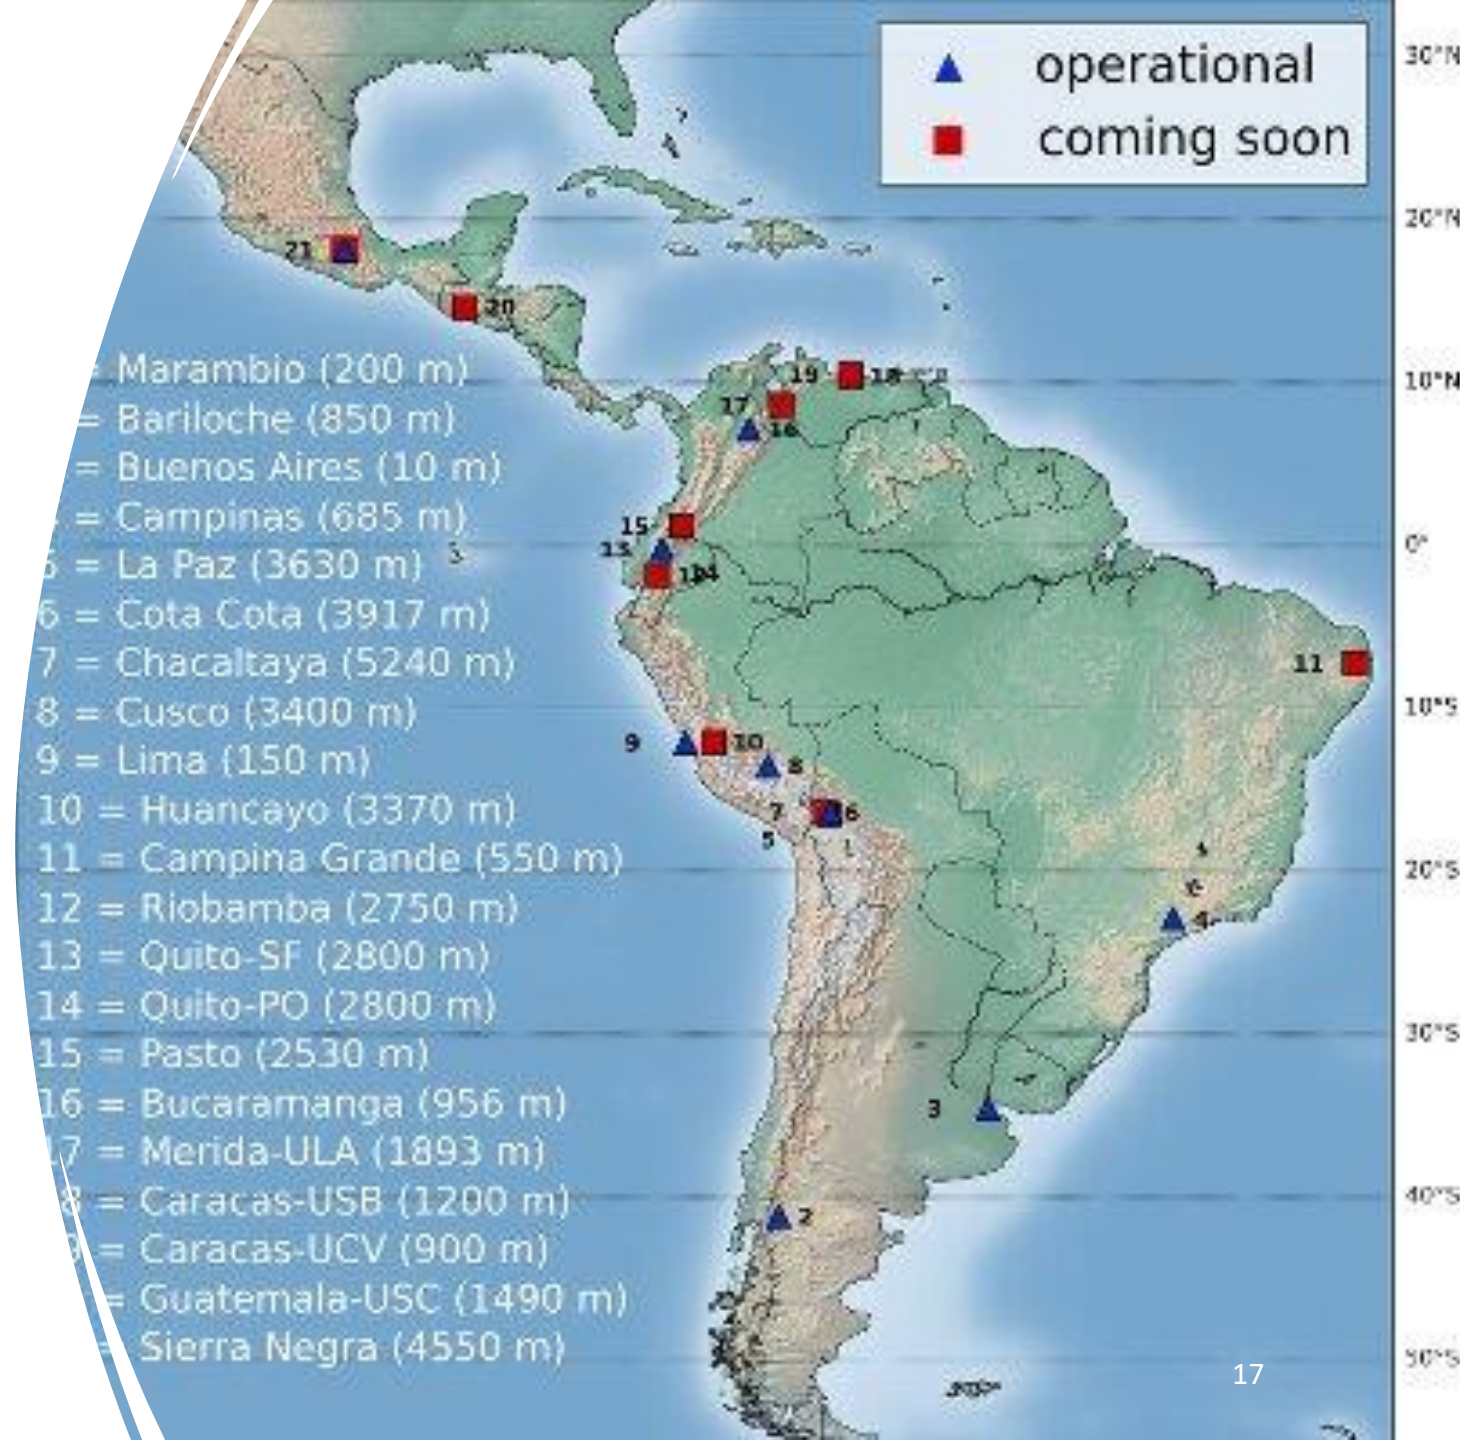 operational
coming soon
30°N
20°N
21
20
= Marambio (200 m)
19
18
10°N
= Bariloche (850 m)
17
16
= Buenos Aires (10 m)
= Campinas (685 m)
15
13
0°
= La Paz (3630 m)
14
6 = Cota Cota (3917 m)
7 = Chacaltaya (5240 m)
11
8 = Cusco (3400 m)
10°S
9
10
9 = Lima (150 m)
8
10 = Huancayo (3370 m)
7
6
5
11 = Campina Grande (550 m)
20°S
12 = Riobamba (2750 m)
4
13 = Quito-SF (2800 m)
14 = Quito-PO (2800 m)
30°S
15 = Pasto (2530 m)
16 = Bucaramanga (956 m)
3
17 = Merida-ULA (1893 m)
8 = Caracas-USB (1200 m)
40°S
2
9 = Caracas-UCV (900 m)
= Guatemala-USC (1490 m)
= Sierra Negra (4550 m)
50°S
17